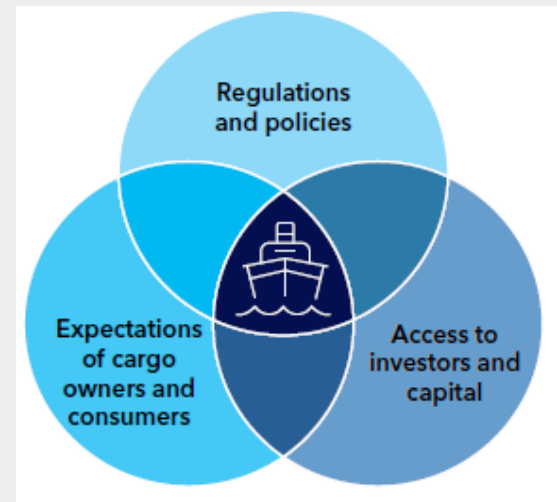 Regulations
and policies
Expectations
of cargo
owners and
consumers
Access to
investors and
capital